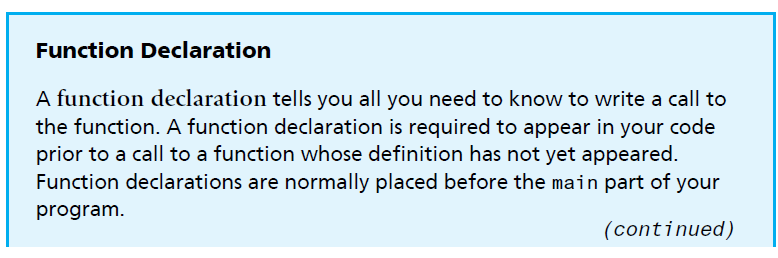 Function Declaration
A function declaration tells you all you need to know to write a call to
the function. A function declaration is required to appear in your code
prior to a call to a function whose definition has not yet appeared.
Function declarations are normally placed before the main part of your
program.
(continued)